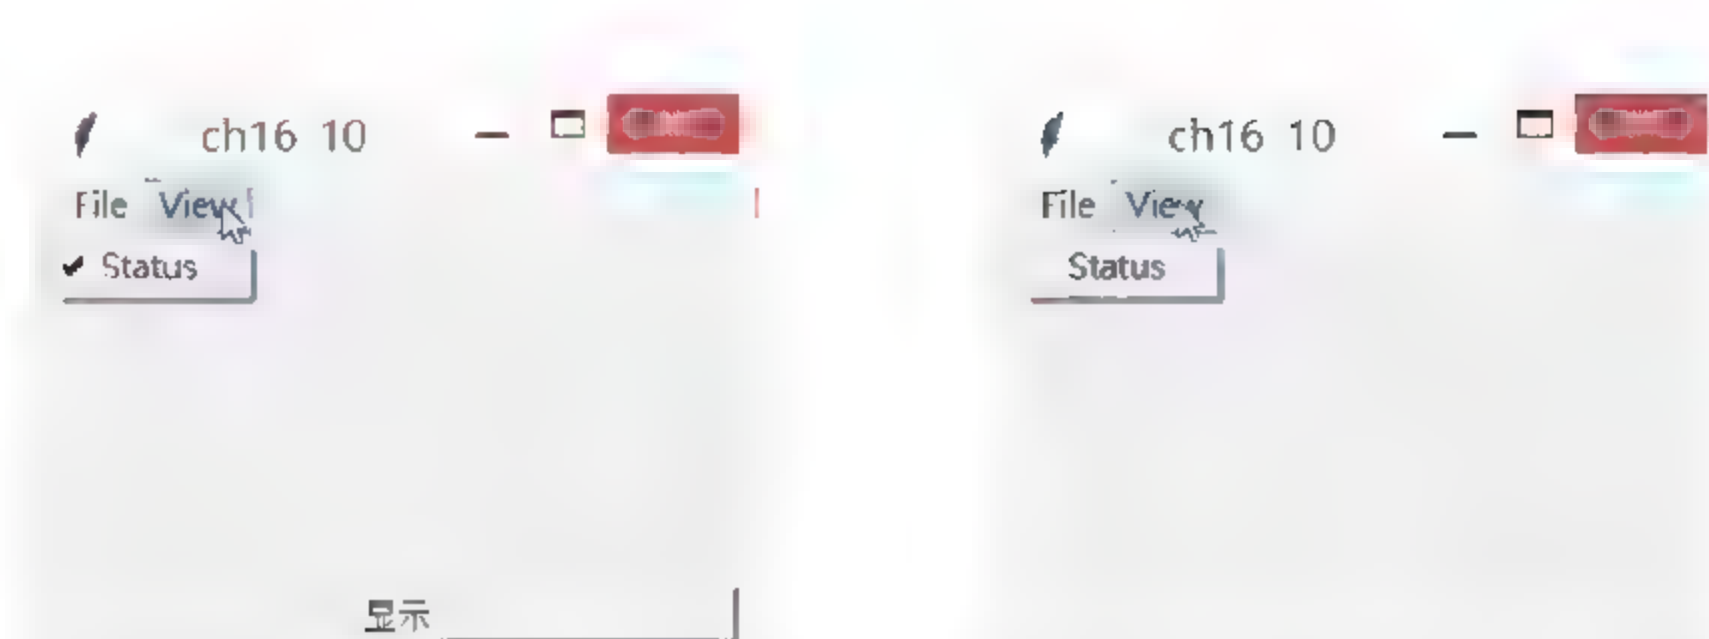 ch16 10
File View
Status
显示
ch16 10
File View
Status